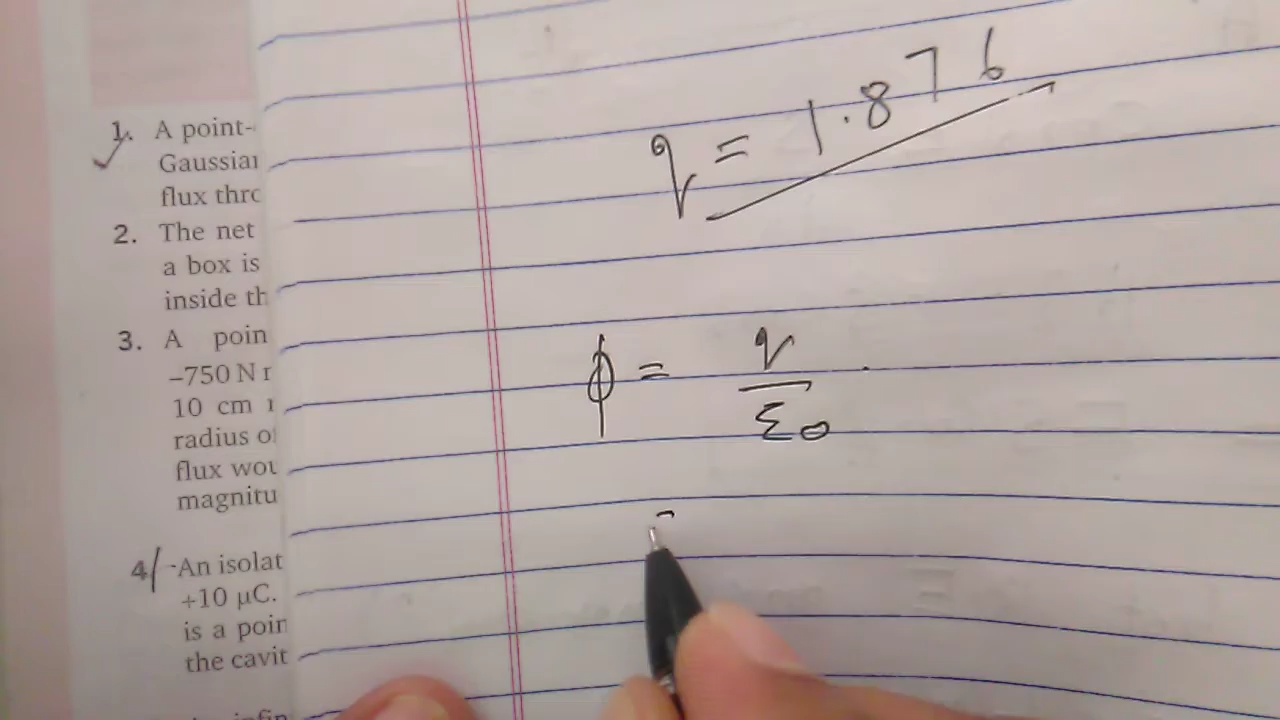 1. A point-
Gaussian
flux thro
2. The net
a box is
inside th
3. A poin
–750 N
10 cm
radius of
flux wou
magnitu
4. An isolat
+10 μC.
is a poin
the cavit
q = 1.876
φ = q/ε₀
=